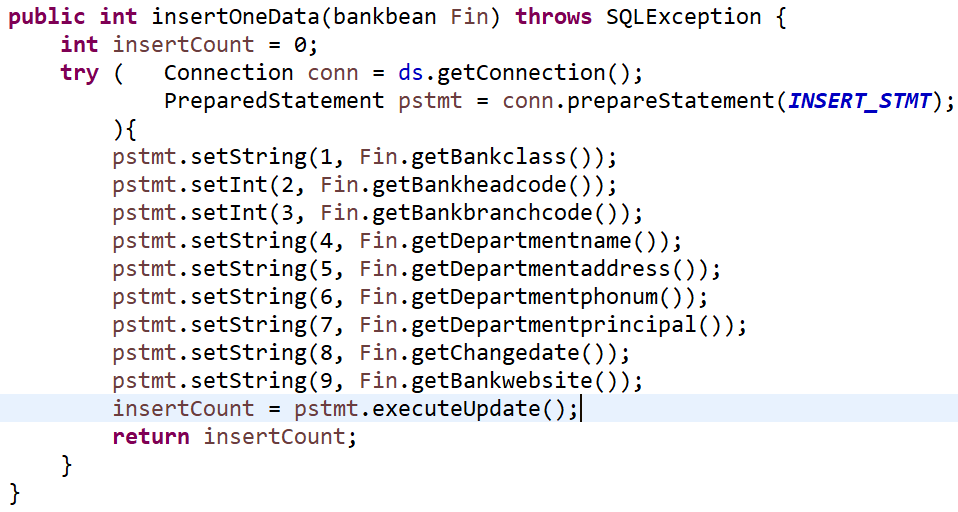 public int insertOneData(bankbean Fin) throws SQLException {
    int insertCount = 0;
    try (   Connection conn = ds.getConnection();
            PreparedStatement pstmt = conn.prepareStatement(INSERT_STMT);
        ){
        pstmt.setString(1, Fin.getBankclass());
        pstmt.setInt(2, Fin.getBankheadcode());
        pstmt.setInt(3, Fin.getBankbranchcode());
        pstmt.setString(4, Fin.getDepartmentname());
        pstmt.setString(5, Fin.getDepartmentaddress());
        pstmt.setString(6, Fin.getDepartmentphonum());
        pstmt.setString(7, Fin.getDepartmentprincipal());
        pstmt.setString(8, Fin.getChangedate());
        pstmt.setString(9, Fin.getBankwebsite());
        insertCount = pstmt.executeUpdate();
        return insertCount;
    }
}